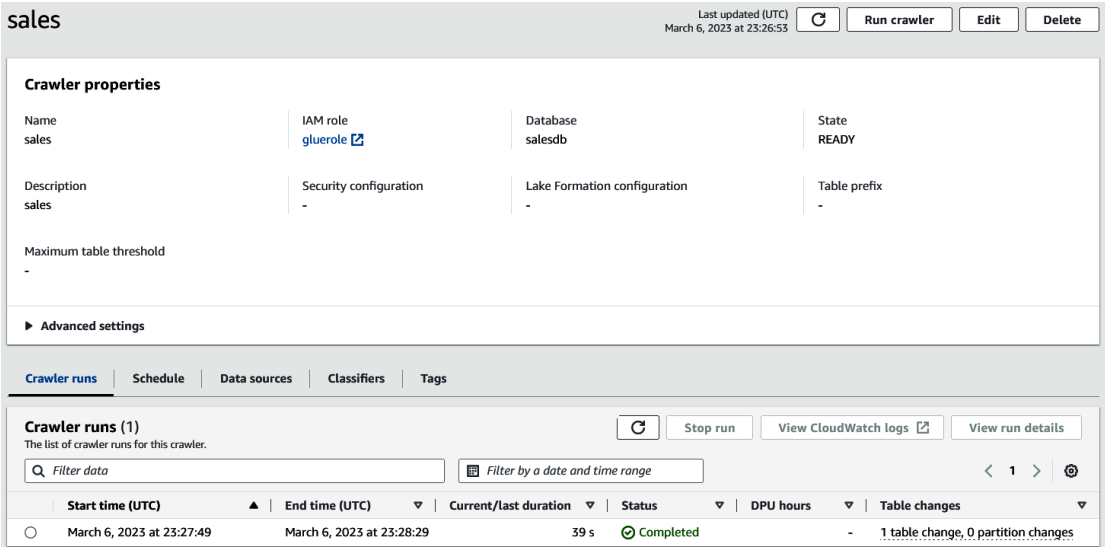 sales
Last updated (UTC)
March 6, 2023 at 23:26:53
Run crawler
Edit
Delete
Crawler properties
Name
sales
IAM role
gluerole
Database
salesdb
State
READY
Description
sales
Security configuration
-
Lake Formation configuration
-
Table prefix
-
Maximum table threshold
-
Advanced settings
Crawler runs
Schedule
Data sources
Classifiers
Tags
Crawler runs (1)
The list of crawler runs for this crawler.
Stop run
View CloudWatch logs
View run details
Filter data
Filter by a date and time range
1
Start time (UTC)
End time (UTC)
Current/last duration
Status
DPU hours
Table changes
March 6, 2023 at 23:27:49
March 6, 2023 at 23:28:29
39 s
Completed
-
1 table change, 0 partition changes